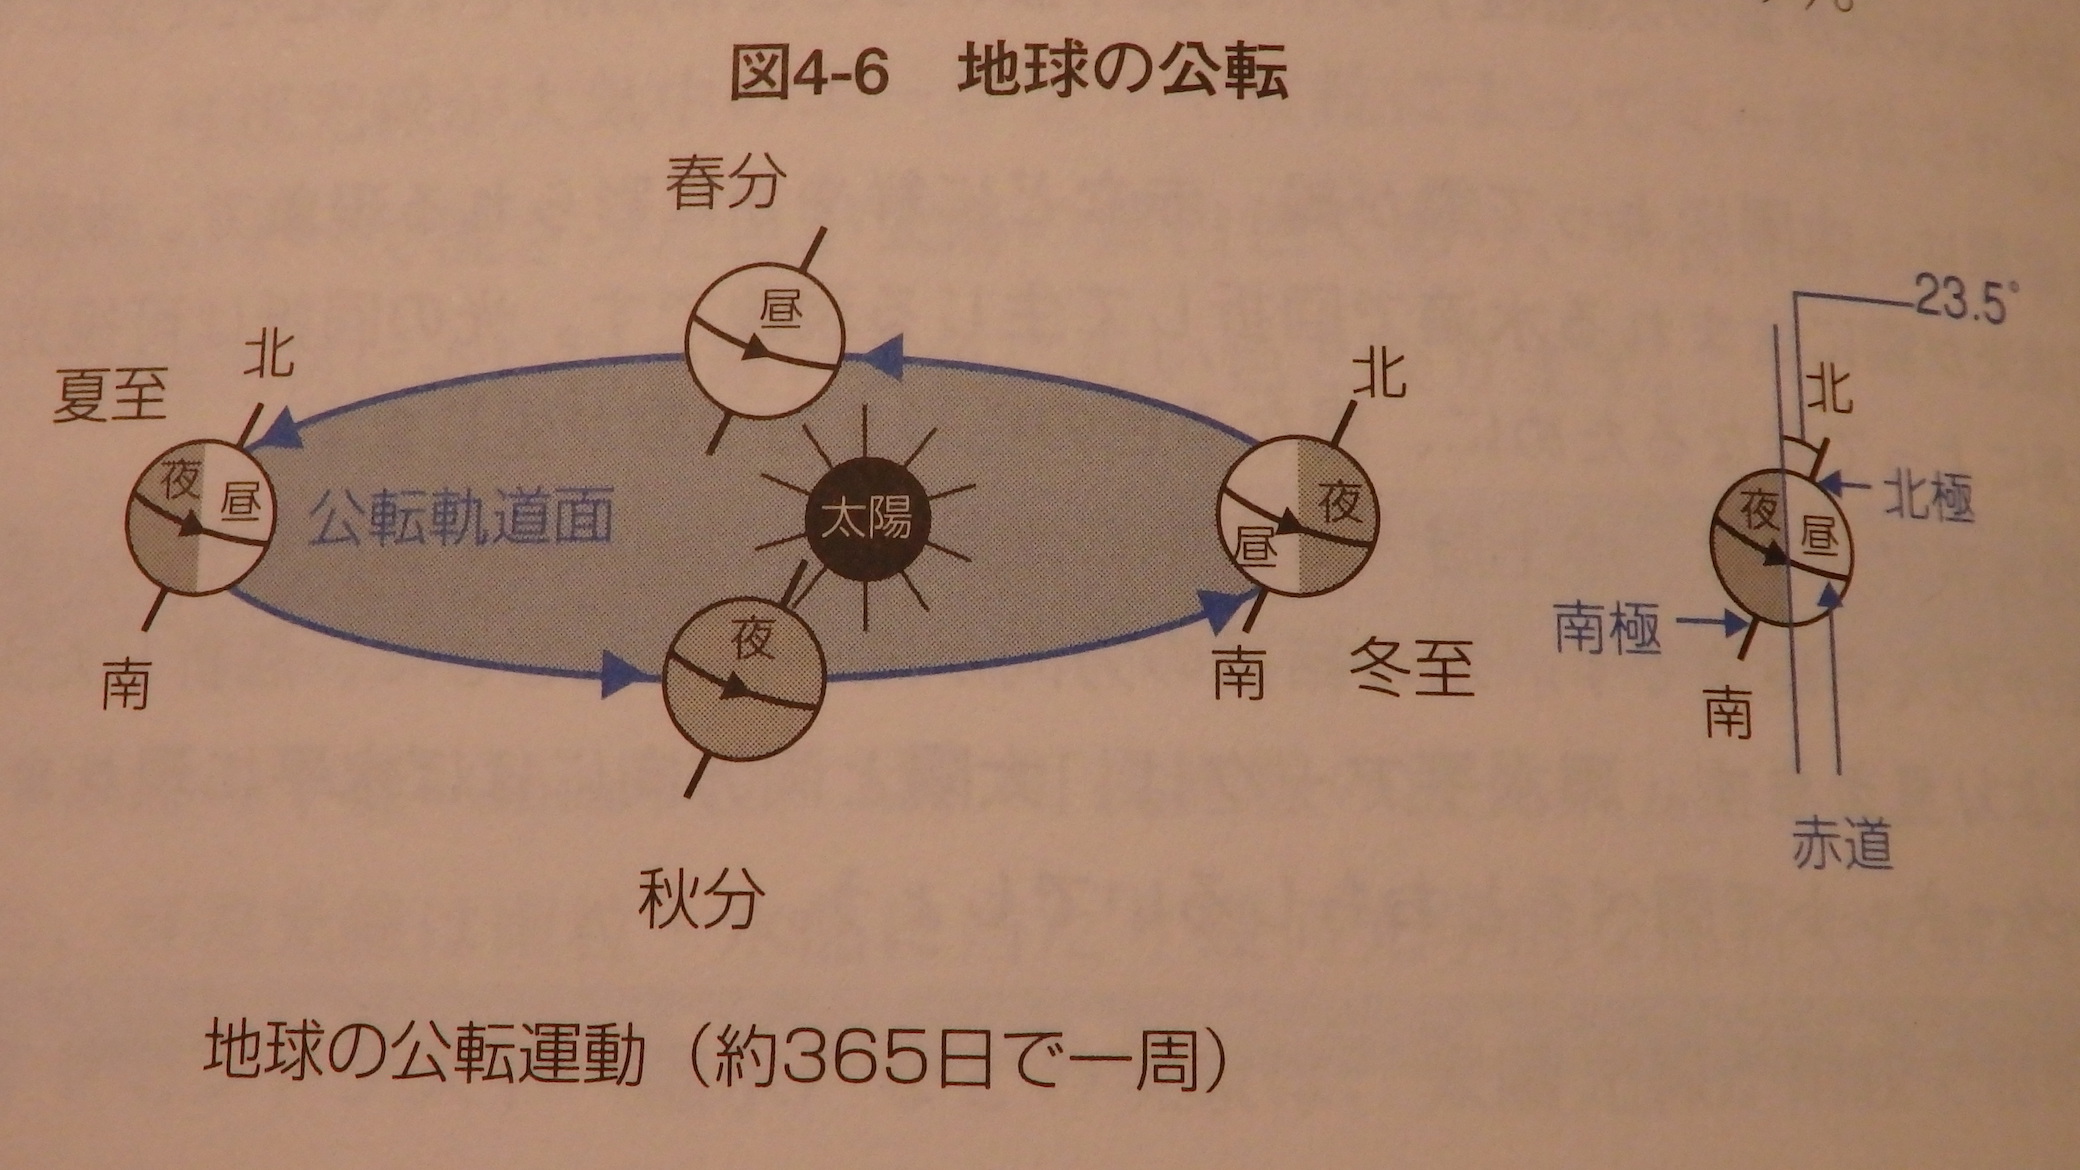 図4-6　地球の公転
春分
昼
夏至
北
夜
昼
南
公転軌道面
太陽
北
昼
夜
南
冬至
夜
秋分
23.5°
北
北極
夜
昼
南極
南
赤道
地球の公転運動（約365日で一周）